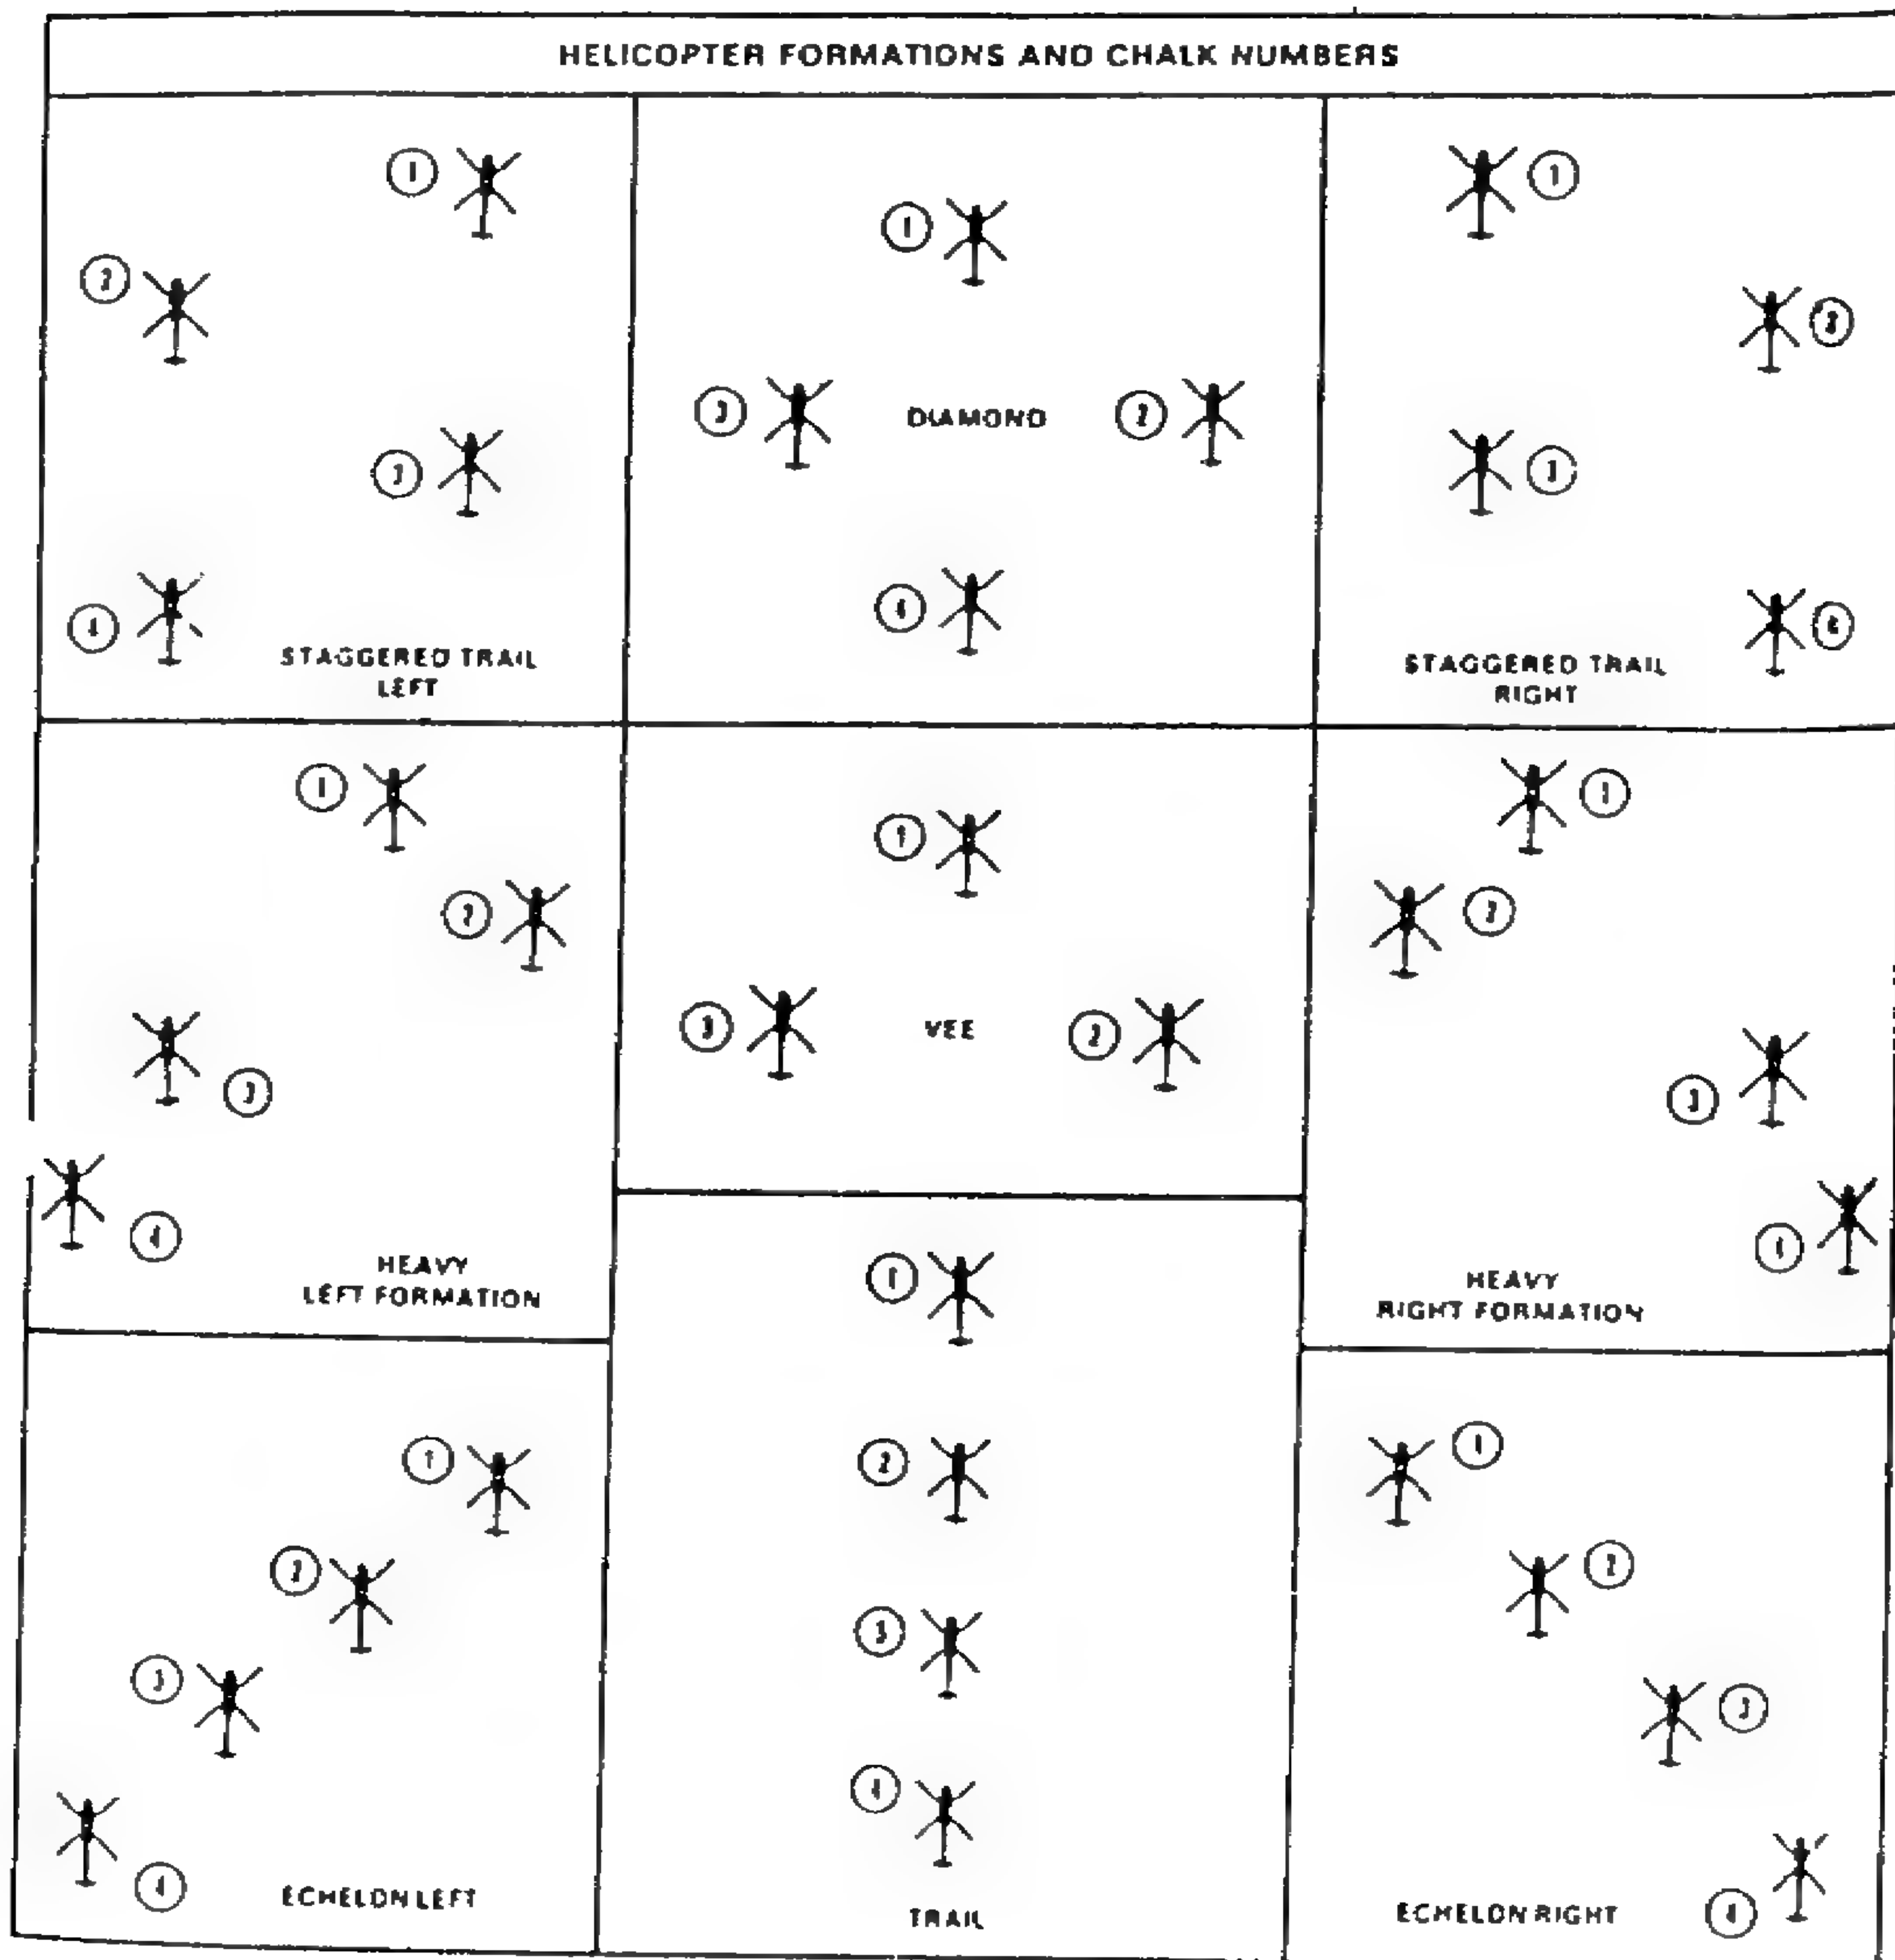 HELICOPTER FORMATIONS AND CHALK NUMBERS
1
2
3
4
STAGGERED TRAIL
LEFT
1
3 DIAMOND 2
4
1
2
3
4
STAGGERED TRAIL
RIGHT
1
2
3
4
HEAVY
LEFT FORMATION
1
3 VEE 2
1
2
3
4
HEAVY
RIGHT FORMATION
1
2
3
4
ECHELON LEFT
1
2
3
4
TRAIL
1
2
3
4
ECHELON RIGHT